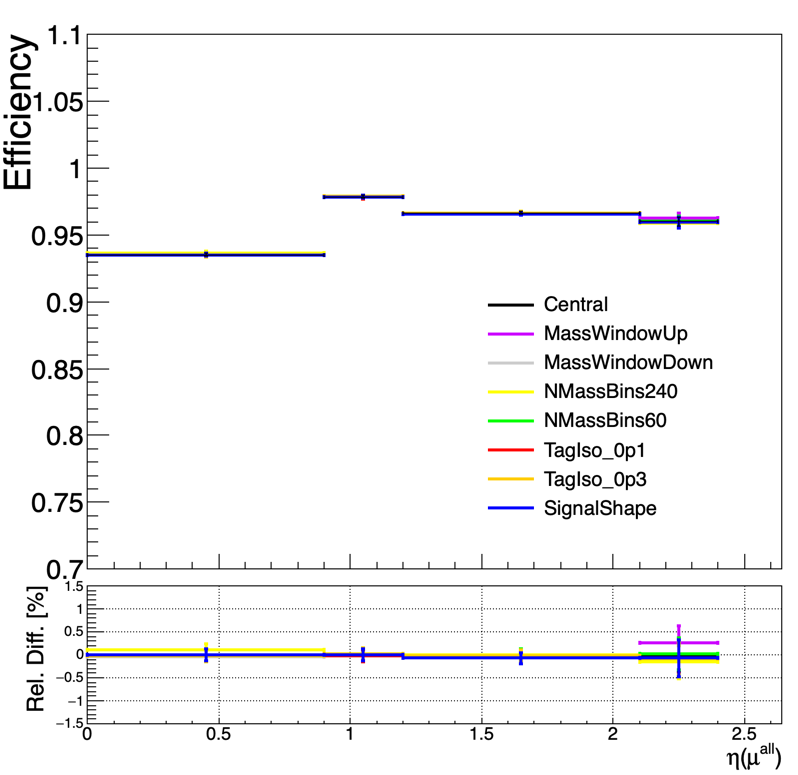 Efficiency
1.1
1.05
1
0.95
0.9
0.85
0.8
0.75
0.7
Central
MassWindowUp
MassWindowDown
NMassBins240
NMassBins60
TagIso_0p1
TagIso_0p3
SignalShape
Rel. Diff. [%]
1.5
1
0.5
0
−0.5
−1
−1.5
0 0.5 1 1.5 2 2.5
η(μ^all)